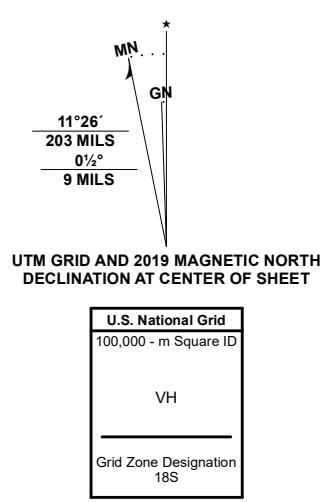 ★
MN
GN
11°26´
203 MILS
0½°
9 MILS
UTM GRID AND 2019 MAGNETIC NORTH
DECLINATION AT CENTER OF SHEET
U.S. National Grid
100,000 - m Square ID
VH
Grid Zone Designation
18S